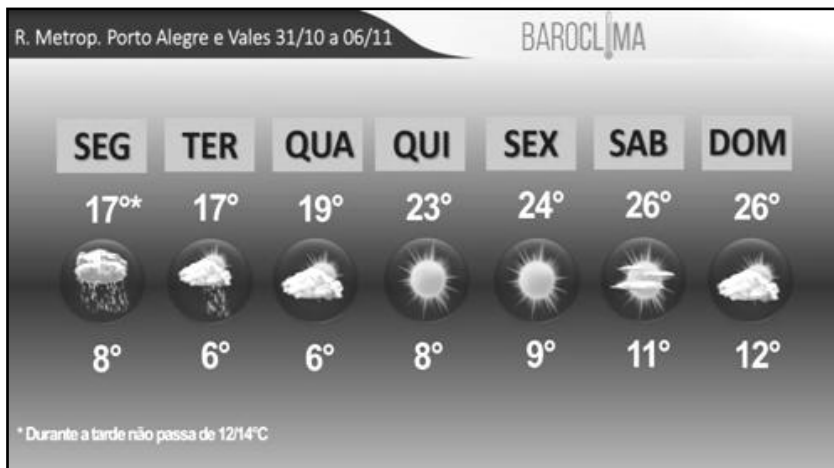 R. Metrop. Porto Alegre e Vales 31/10 a 06/11
BAROCLIMA
SEG TER QUA QUI SEX SAB DOM
17°* 17° 19° 23° 24° 26° 26°
8° 6° 6° 8° 9° 11° 12°
* Durante a tarde não passa de 12/14°C